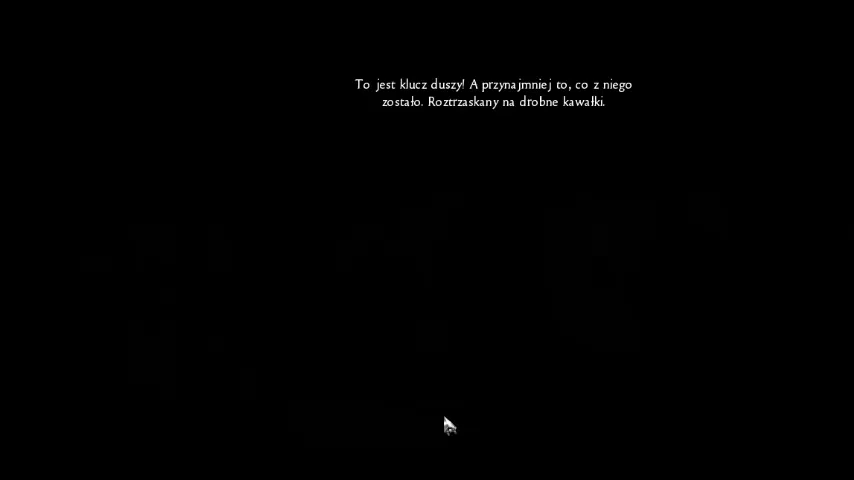 To jest klucz duszy! A przynajmniej to, co z niego
zostało. Roztrzaskany na drobne kawałki.